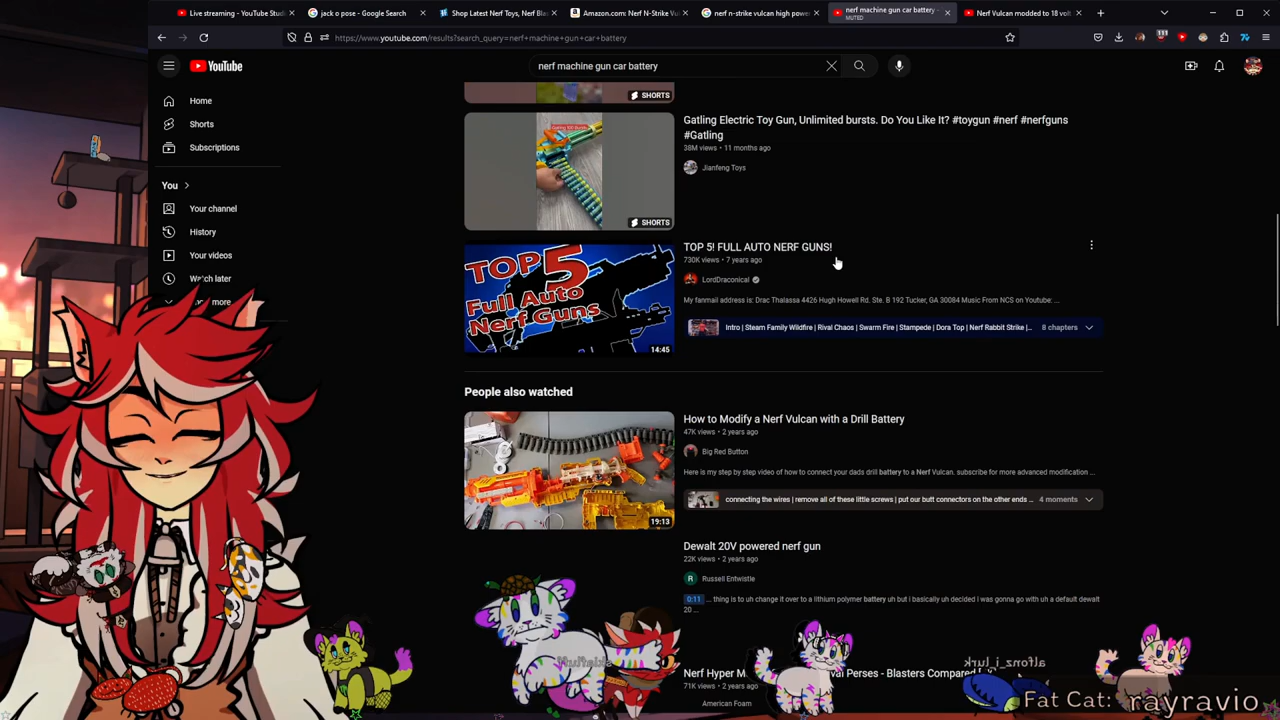 Live streaming - YouTube Studi
jack o pose - Google Search
Shop Latest Nerf Toys, Nerf Bla
Amazon.com: Nerf N-Strike Vu
nerf n-strike vulcan high powe
nerf machine gun car battery -
MUTED
Nerf Vulcan modded to 18 volt
https://www.youtube.com/results?search_query=nerf+machine+gun+car+battery
YouTube
nerf machine gun car battery
Home
Shorts
Subscriptions
You
Your channel
History
Your videos
Watch later
SHORTS
Gatling Electric Toy Gun, Unlimited bursts. Do You Like It? #toygun #nerf #nerfguns
#Gatling
38M views • 11 months ago
Jianfeng Toys
SHORTS
TOP 5! FULL AUTO NERF GUNS!
730K views • 7 years ago
LordDraconical
My fanmail address is: Drac Thalassa 4426 Hugh Howell Rd. Ste. B 192 Tucker, GA 30084 Music From NCS on Youtube: ...
Intro | Steam Family Wildfire | Rival Chaos | Swarm Fire | Stampede | Dora Top | Nerf Rabbit Strike |...
8 chapters
TOP 5
Full Auto
Nerf Guns
14:45
People also watched
How to Modify a Nerf Vulcan with a Drill Battery
47K views • 2 years ago
Big Red Button
Here is my step by step video of how to connect your dads drill battery to a Nerf Vulcan. subscribe for more advanced modification ...
connecting the wires | remove all of these little screws | put our butt connectors on the other ends ...
4 moments
19:13
Dewalt 20V powered nerf gun
22K views • 2 years ago
R
Russell Entwistle
0:11 ... thing is to uh change it over to a lithium polymer battery uh but i basically uh decided i was gonna go with uh a default dewalt
20 ...
Nerf Hyper M
val Perses - Blasters Compared
71K views • 2 years ago
American Foam
alfonz_i_lurk
Fat Cat: rayravio